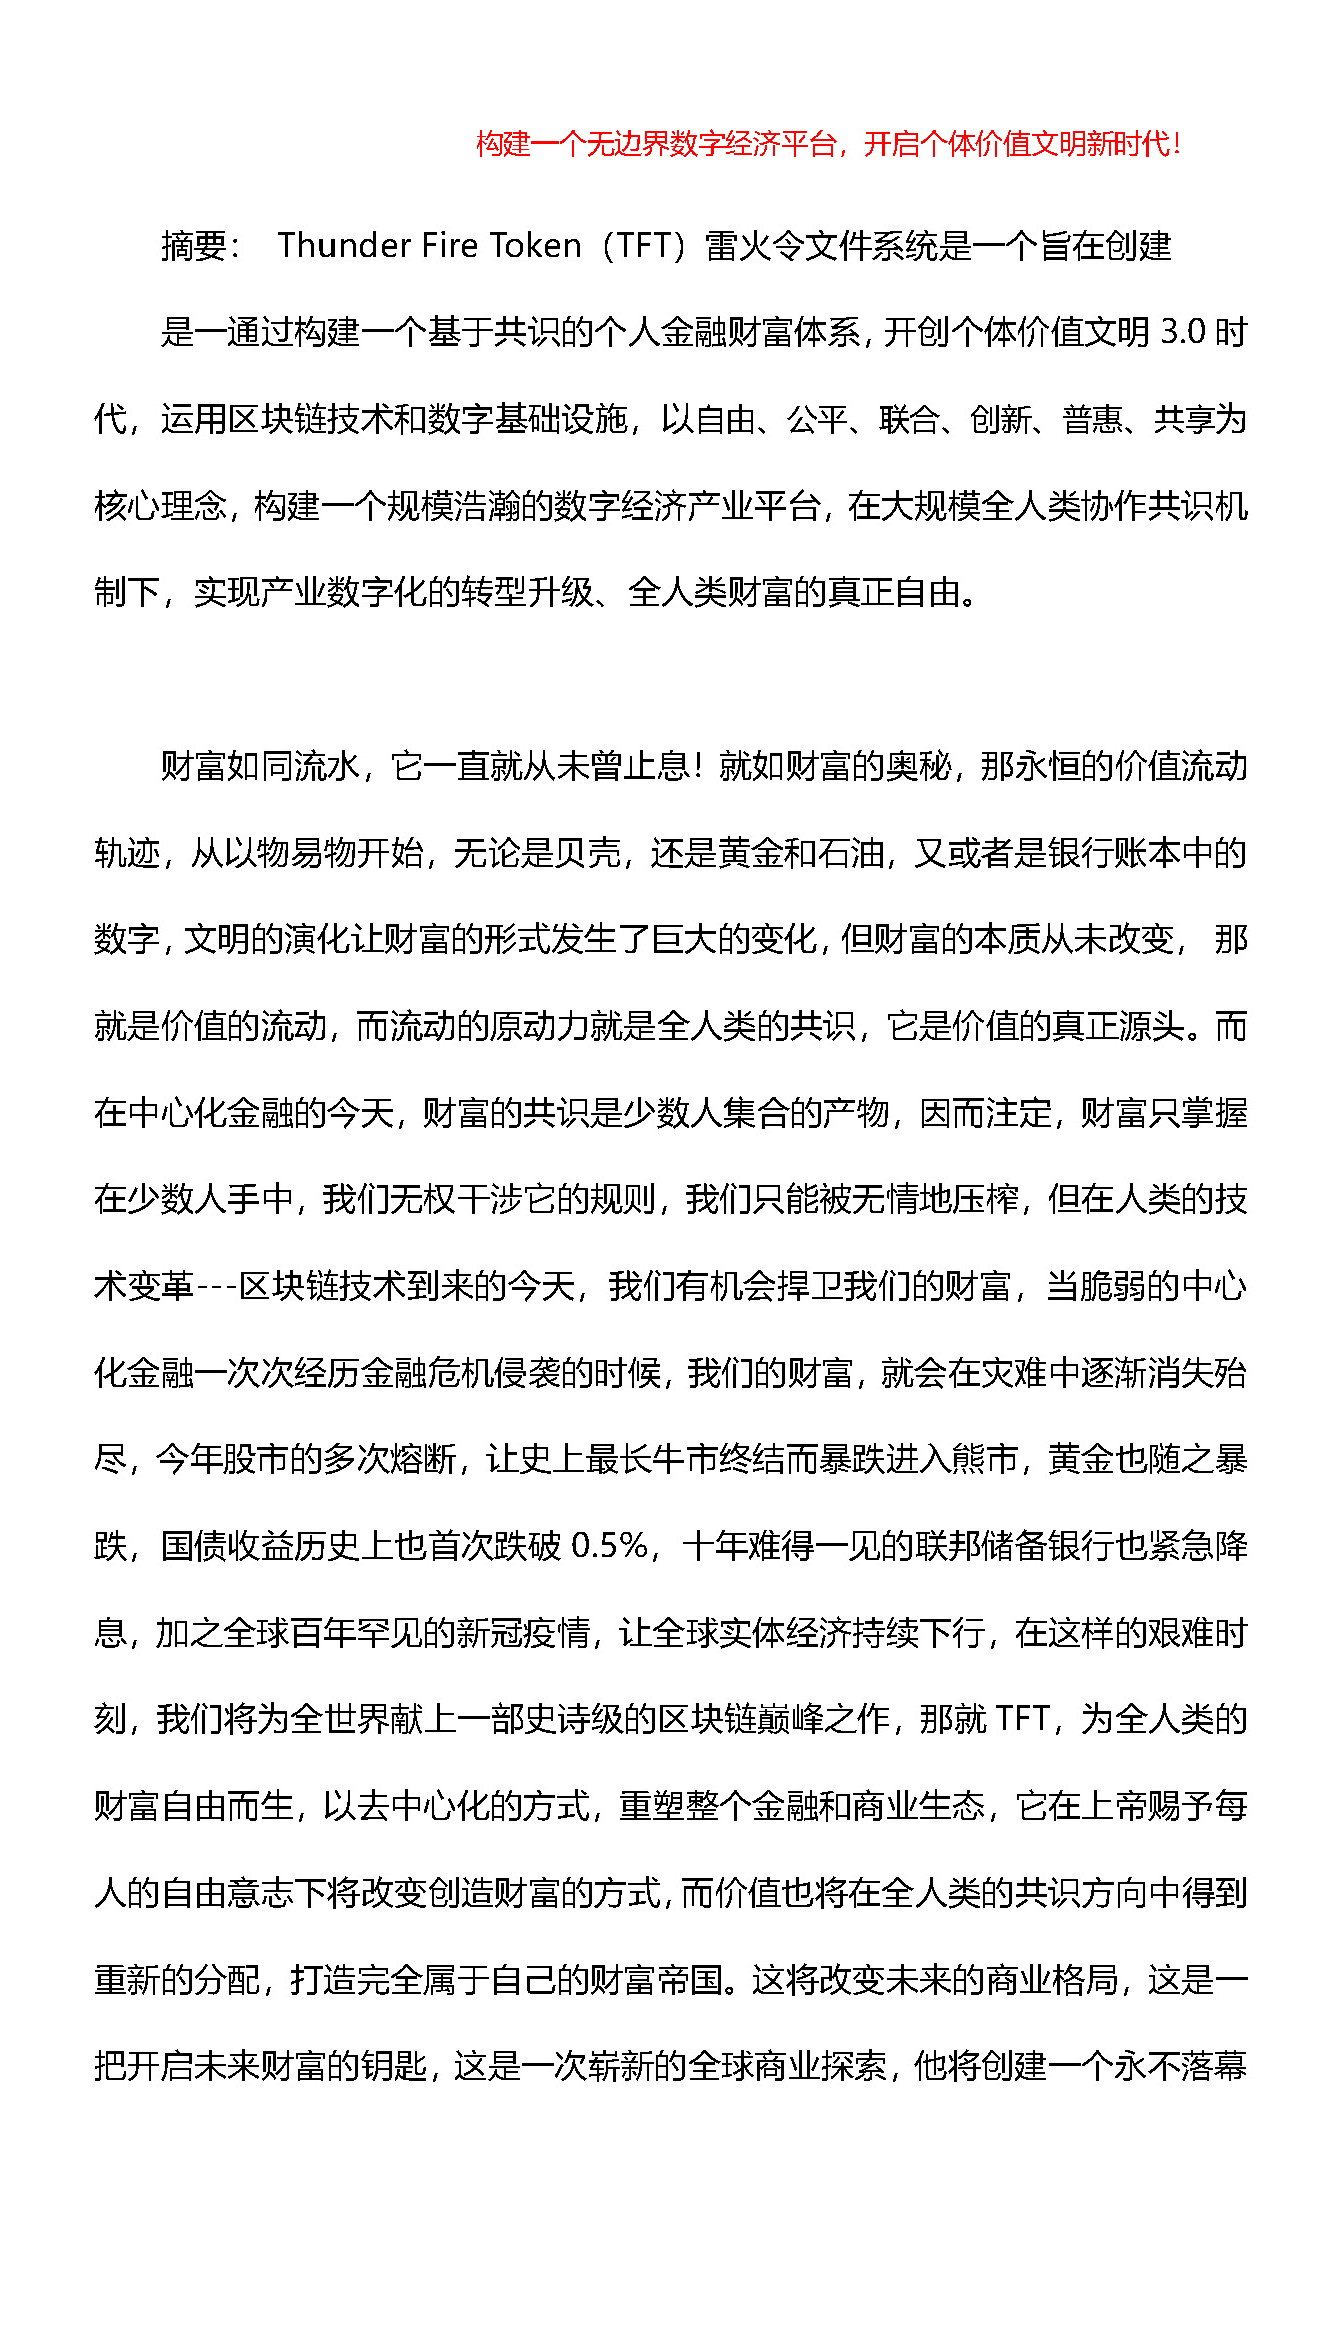 构建一个无边界数字经济平台，开启个体价值文明新时代！
摘要： Thunder Fire Token（TFT）雷火令文件系统是一个旨在创建
是一通过构建一个基于共识的个人金融财富体系，开创个体价值文明 3.0 时
代，运用区块链技术和数字基础设施，以自由、公平、联合、创新、普惠、共享为
核心理念，构建一个规模浩瀚的数字经济产业平台，在大规模全人类协作共识机
制下，实现产业数字化的转型升级、全人类财富的真正自由。
财富如同流水，它一直就从未曾止息！就如财富的奥秘，那永恒的价值流动
轨迹，从以物易物开始，无论是贝壳，还是黄金和石油，又或者是银行账本中的
数字，文明的演化让财富的形式发生了巨大的变化，但财富的本质从未改变， 那
就是价值的流动，而流动的原动力就是全人类的共识，它是价值的真正源头。而
在中心化金融的今天，财富的共识是少数人集合的产物，因而注定，财富只掌握
在少数人手中，我们无权干涉它的规则，我们只能被无情地压榨，但在人类的技
术变革---区块链技术到来的今天，我们有机会捍卫我们的财富，当脆弱的中心
化金融一次次经历金融危机侵袭的时候，我们的财富，就会在灾难中逐渐消失殆
尽，今年股市的多次熔断，让史上最长牛市终结而暴跌进入熊市，黄金也随之暴
跌，国债收益历史上也首次跌破 0.5%，十年难得一见的联邦储备银行也紧急降
息，加之全球百年罕见的新冠疫情，让全球实体经济持续下行，在这样的艰难时
刻，我们将为全世界献上一部史诗级的区块链巅峰之作，那就 TFT，为全人类的
财富自由而生，以去中心化的方式，重塑整个金融和商业生态，它在上帝赐予每
人的自由意志下将改变创造财富的方式，而价值也将在全人类的共识方向中得到
重新的分配，打造完全属于自己的财富帝国。这将改变未来的商业格局，这是一
把开启未来财富的钥匙，这是一次崭新的全球商业探索，他将创建一个永不落幕